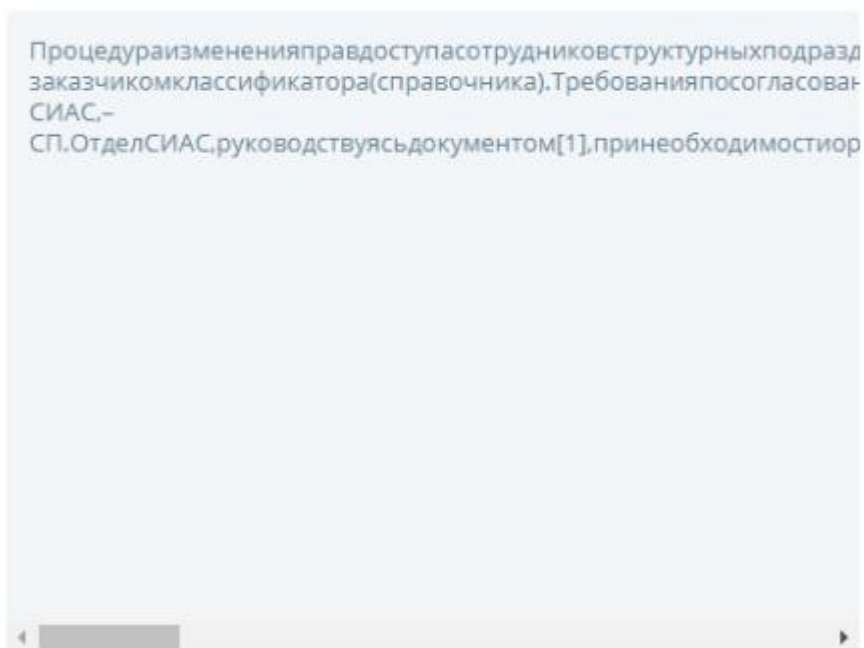 Процедураизмененияправдоступасотрудниковструктурныхподразд
заказчикомклассификатора(справочника).Требованияпосогласован
СИАС,–
СП.ОтделСИАС,руководствуясьдокументом[1],принеобходимостиор